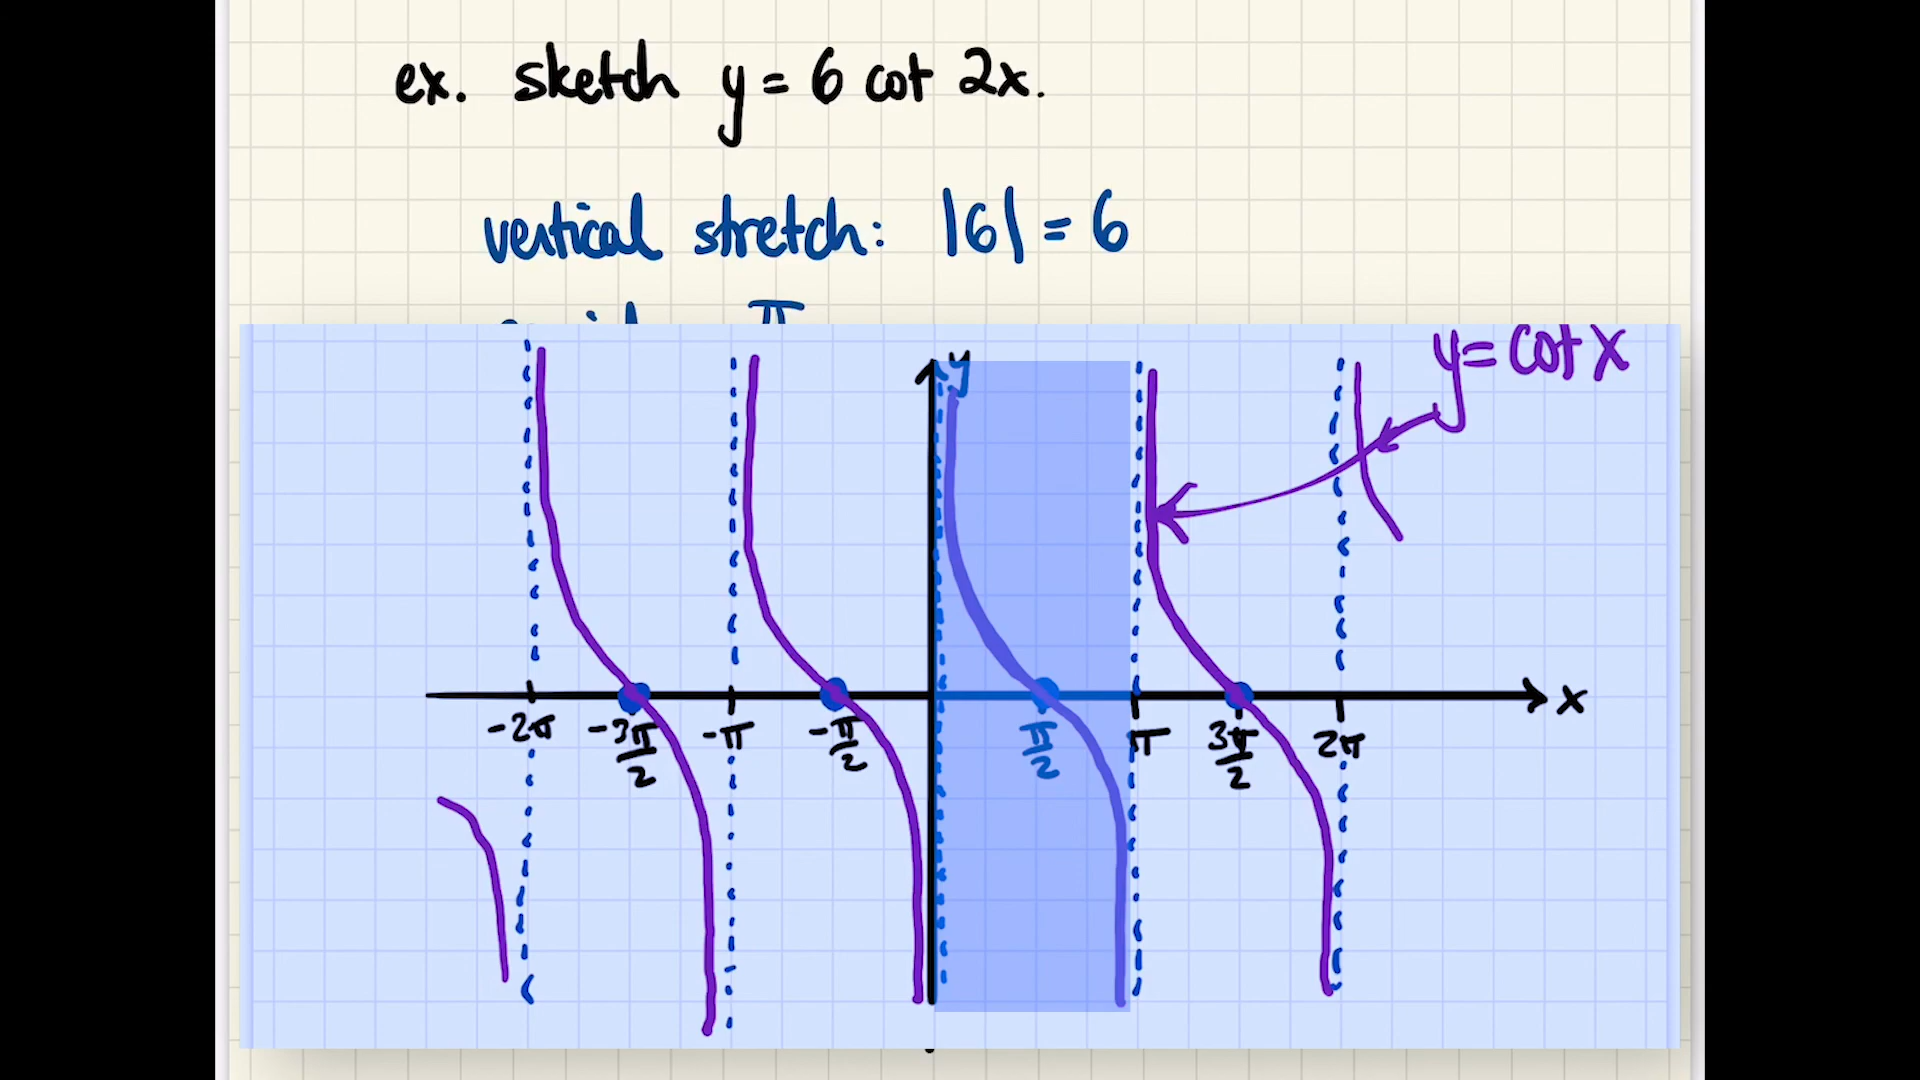 ex. sketch y = 6 cot 2x.
vertical stretch: |6| = 6
π
y = cot x
y
x
-2π -3π/2 -π -π/2 π/2 π 3π/2 2π